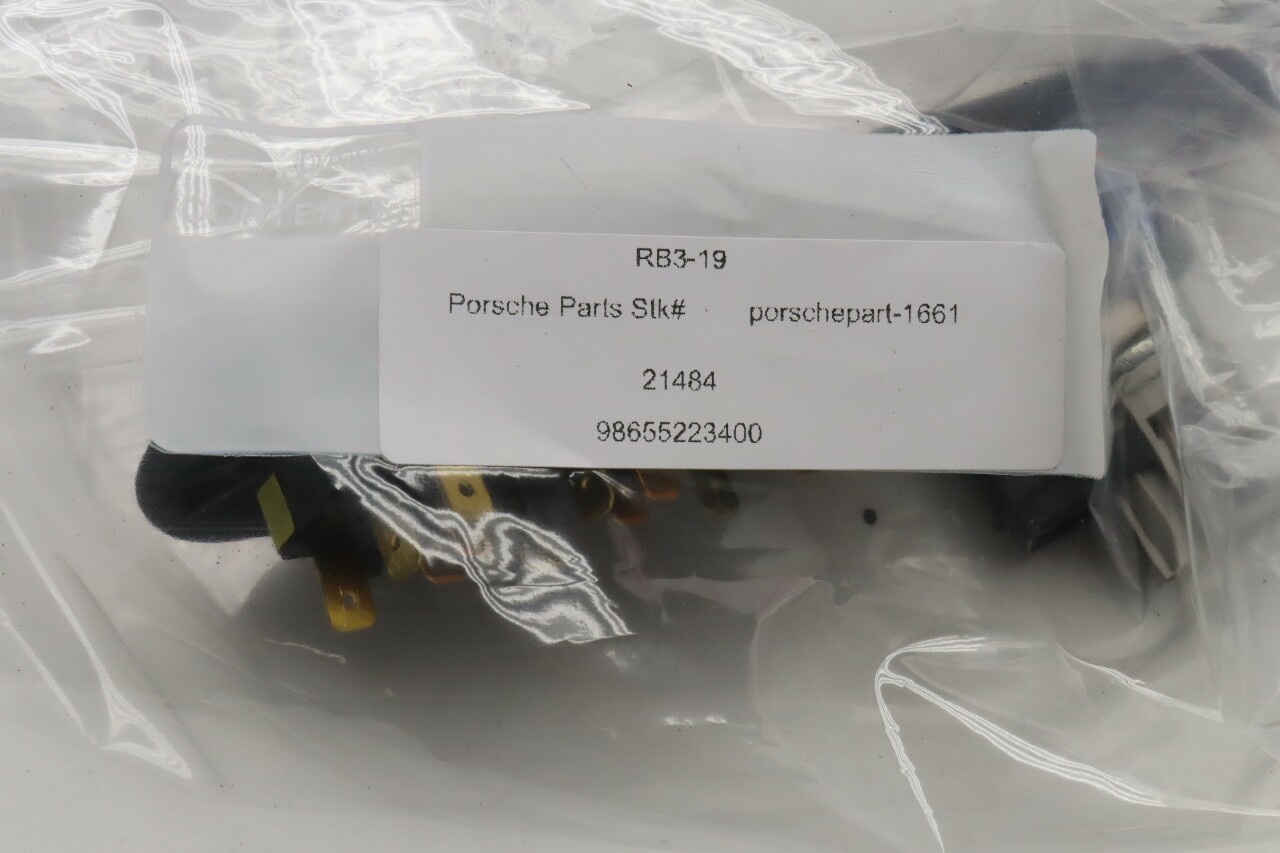 RB3-19
Porsche Parts Stk# porschepart-1661
21484
98655223400